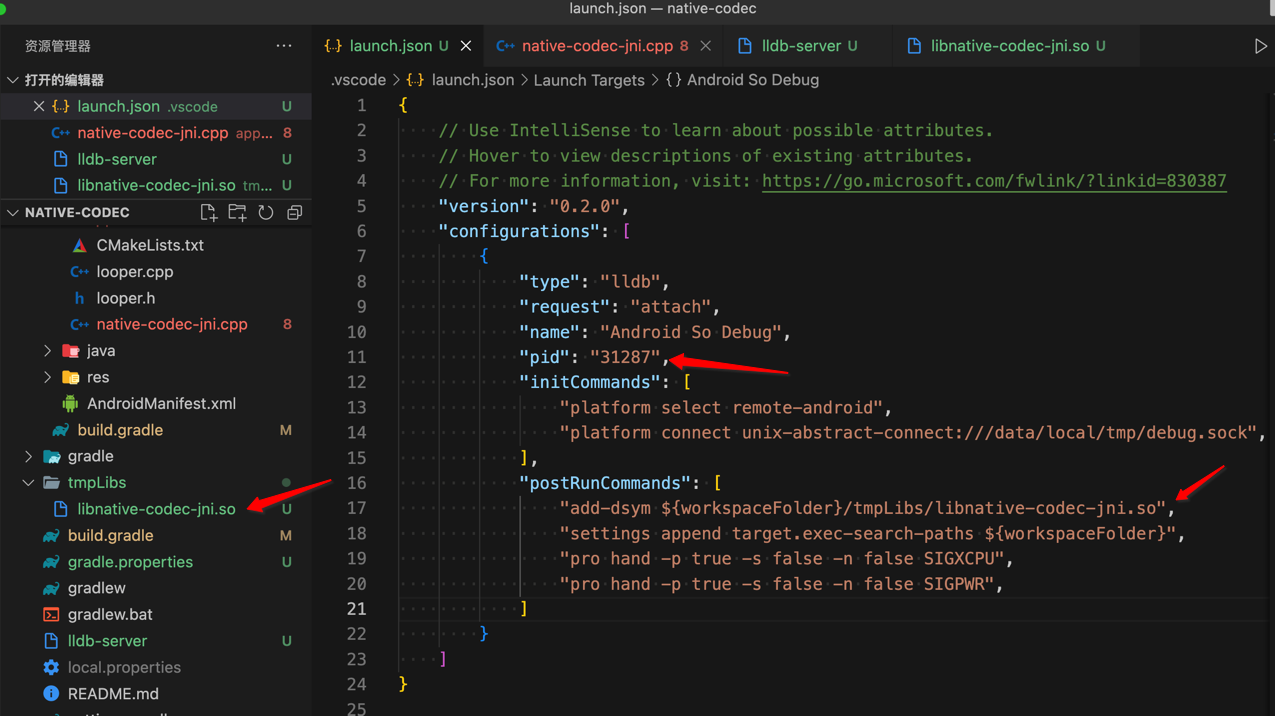 launch.json — native-codec
资源管理器 ···
打开的编辑器
launch.json .vscode U
native-codec-jni.cpp app... 8
lldb-server U
libnative-codec-jni.so tm... U
NATIVE-CODEC
CMakeLists.txt
looper.cpp
h looper.h
native-codec-jni.cpp 8
java
res
AndroidManifest.xml
build.gradle M
gradle
tmpLibs
libnative-codec-jni.so U
build.gradle M
gradle.properties U
gradlew
gradlew.bat
lldb-server U
local.properties
README.md
{..} launch.json U
C++ native-codec-jni.cpp 8
lldb-server U
libnative-codec-jni.so U
.vscode > {..} launch.json > Launch Targets > {} Android So Debug
1 {
2 // Use IntelliSense to learn about possible attributes.
3 // Hover to view descriptions of existing attributes.
4 // For more information, visit: https://go.microsoft.com/fwlink/?linkid=830387
5 "version": "0.2.0",
6 "configurations": [
7 {
8 "type": "lldb",
9 "request": "attach",
10 "name": "Android So Debug",
11 "pid": "31287",
12 "initCommands": [
13 "platform select remote-android",
14 "platform connect unix-abstract-connect:///data/local/tmp/debug.sock",
15 ],
16 "postRunCommands": [
17 "add-dsym ${workspaceFolder}/tmpLibs/libnative-codec-jni.so",
18 "settings append target.exec-search-paths ${workspaceFolder}",
19 "pro hand -p true -s false -n false SIGXCPU",
20 "pro hand -p true -s false -n false SIGPWR",
21 ]
22 }
23 ]
24 }
25